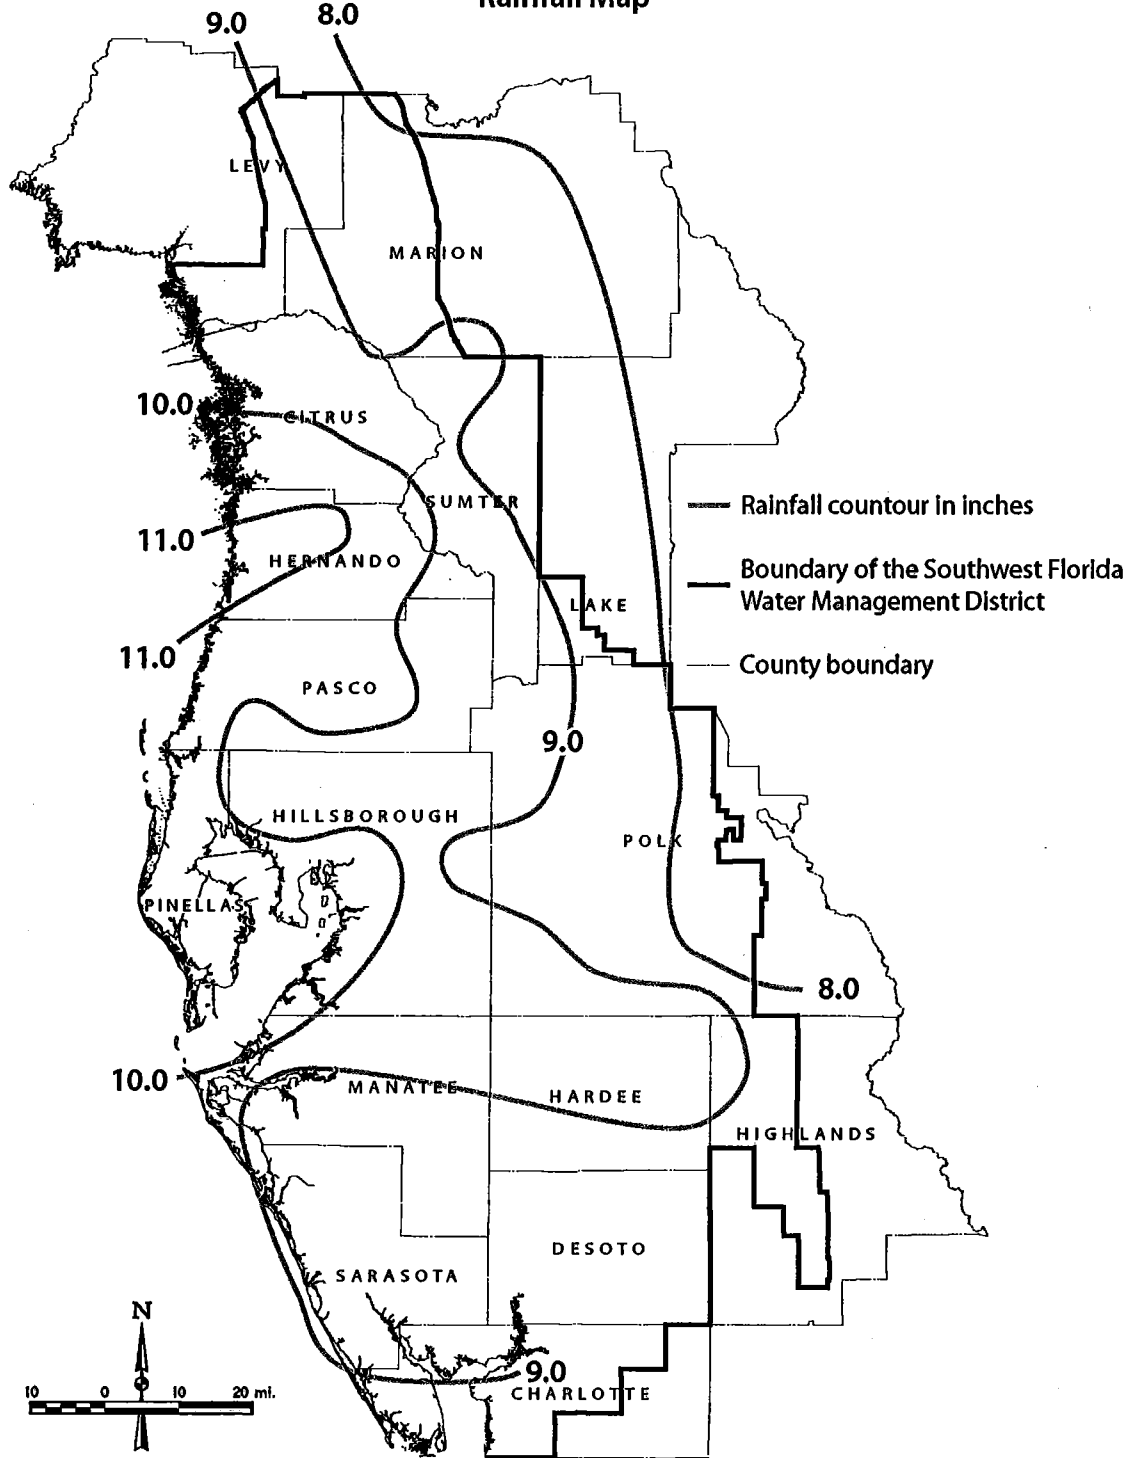 Rainfall Map
9.0
8.0
LEVY
MARION
10.0
CITRUS
SUMTER
Rainfall countour in inches
11.0
HERNANDO
Boundary of the Southwest Florida
Water Management District
LAKE
11.0
County boundary
PASCO
9.0
HILLSBOROUGH
POLK
PINELLAS
8.0
10.0
MANATEE
HARDEE
HIGHLANDS
DESOTO
SARASOTA
N
9.0
CHARLOTTE
10 0 10 20 mi.